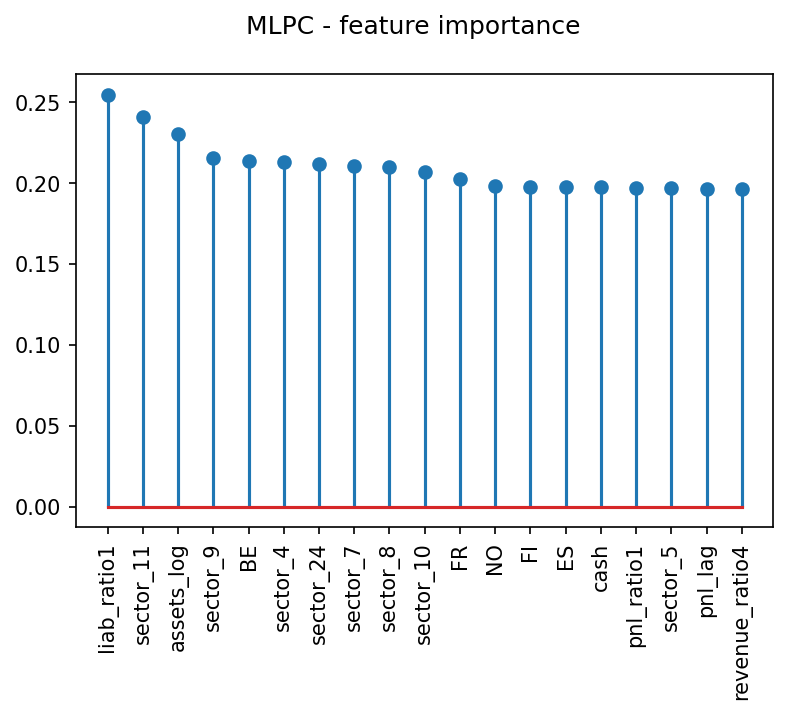 MLPC - feature importance
0.25
0.20
0.15
0.10
0.05
0.00
liab_ratio1
sector_11
assets_log
sector_9
BE
sector_4
sector_24
sector_7
sector_8
sector_10
FR
NO
FI
ES
cash
pnl_ratio1
sector_5
pnl_lag
revenue_ratio4